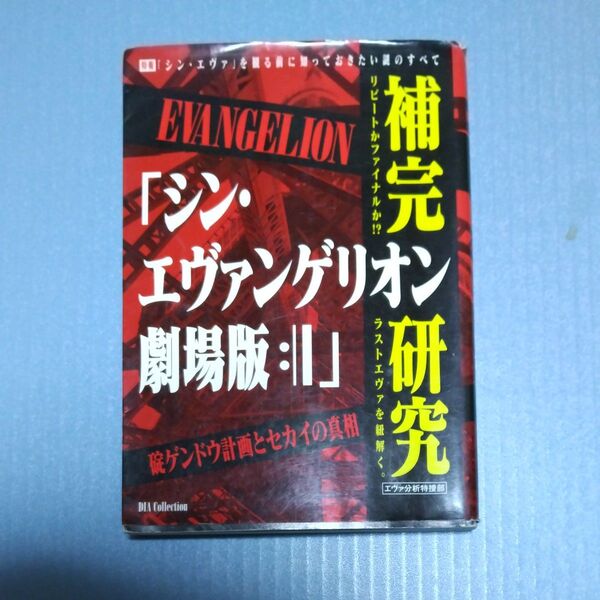 「シン・エヴァ」を観る前に知っておきたい謎のすべて
EVANGELION
「シン・
エヴァンゲリオン
劇場版:||」
補完研究
リピートかファイナルか!?
ラストエヴァを紐解く。
エヴァ分析特捜部
碇ゲンドウ計画とセカイの真相
DIA Collection